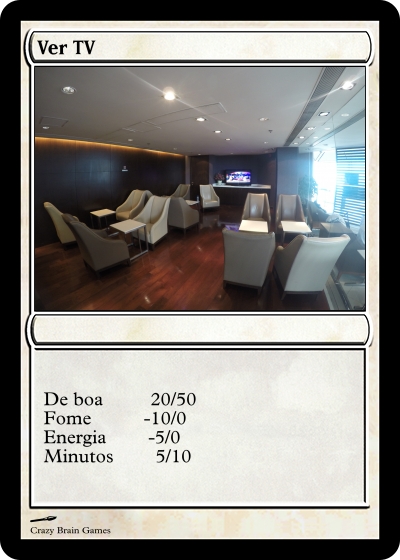 Ver TV
De boa 20/50
Fome -10/0
Energia -5/0
Minutos 5/10
Crazy Brain Games